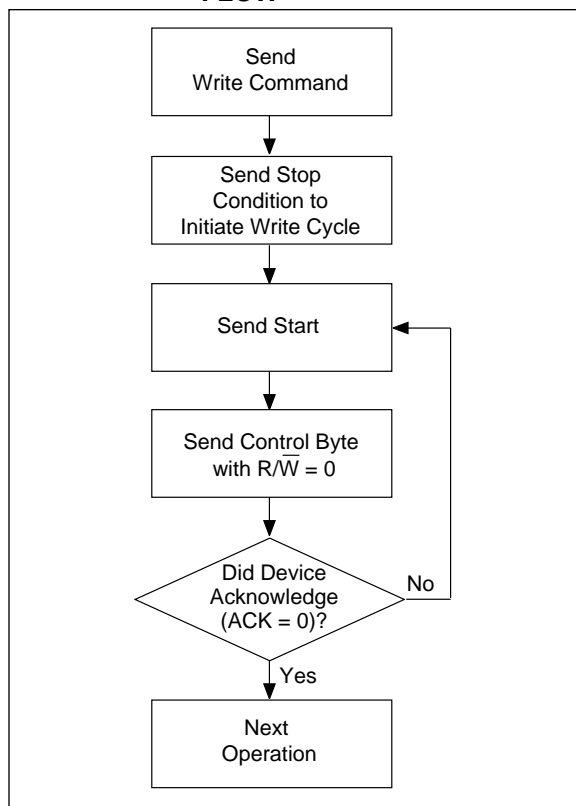 Send
Write Command
Send Stop
Condition to
Initiate Write Cycle
Send Start
Send Control Byte
with R/W̅ = 0
Did Device
Acknowledge
(ACK = 0)?
No
Yes
Next
Operation